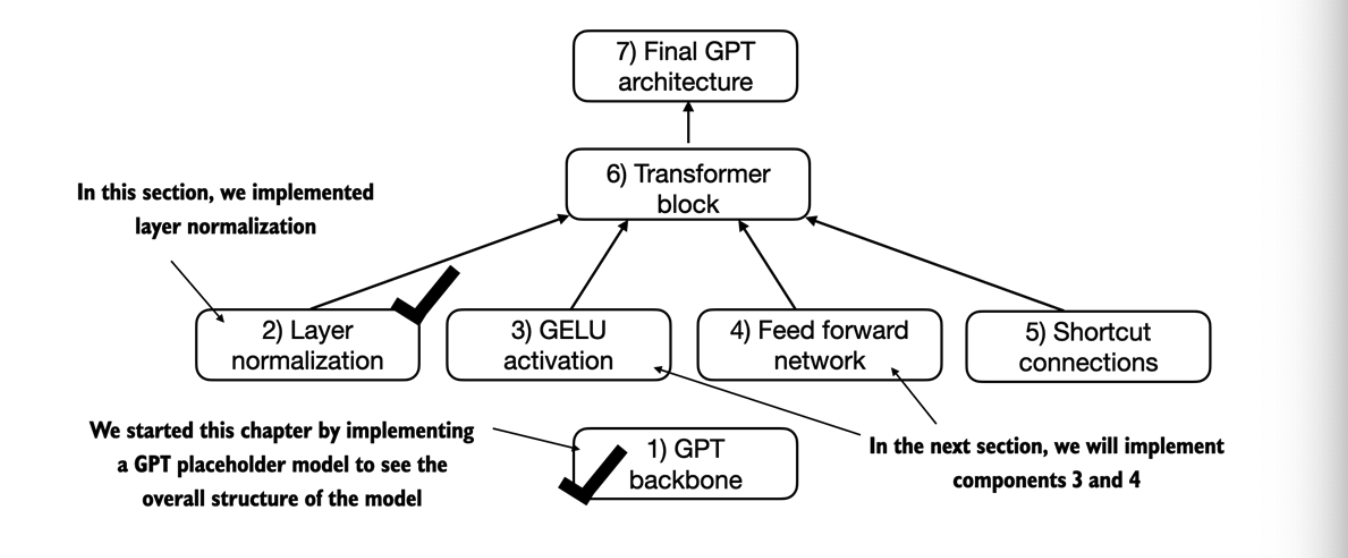 7) Final GPT
architecture
6) Transformer
block
In this section, we implemented
layer normalization
2) Layer
normalization
3) GELU
activation
4) Feed forward
network
5) Shortcut
connections
We started this chapter by implementing
a GPT placeholder model to see the
overall structure of the model
1) GPT
backbone
In the next section, we will implement
components 3 and 4